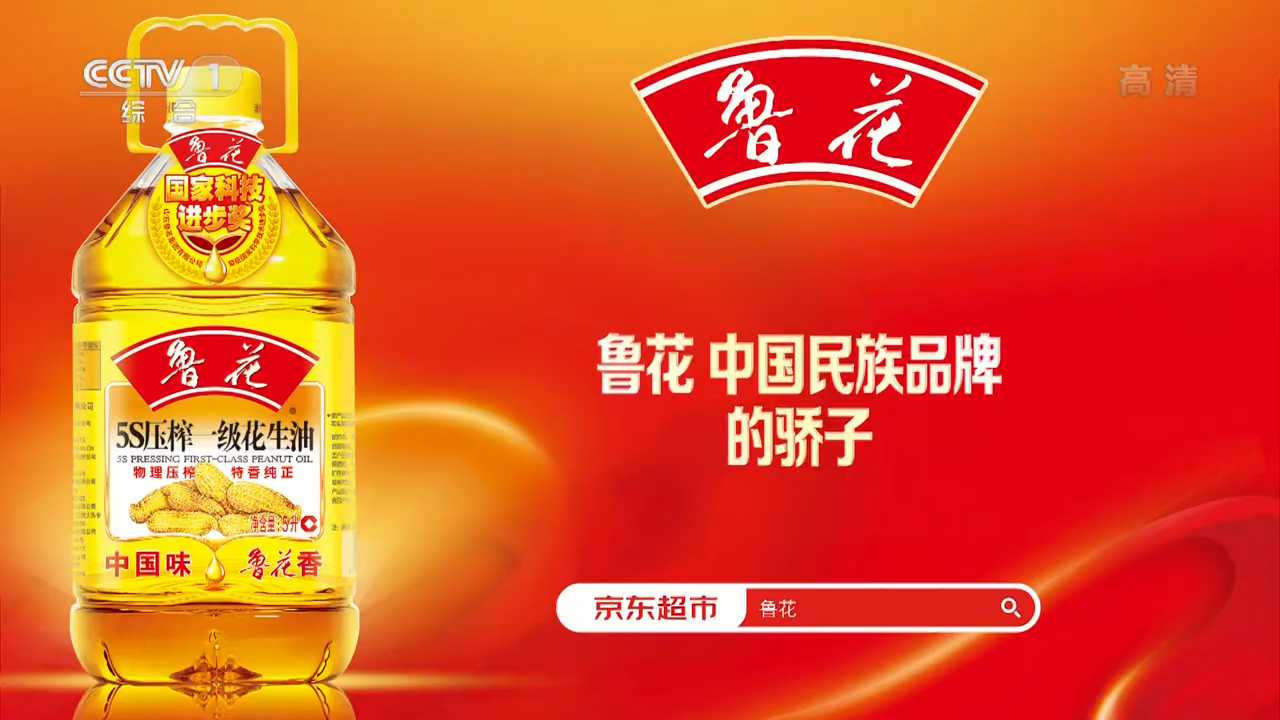 CCTV 1
综合
高清
鲁花
国家科技
进步奖
鲁花
5S压榨一级花生油
5S PRESSING FIRST-CLASS PEANUT OIL
物理压榨 特香纯正
净含量:5升
中国味 鲁花香
鲁花
鲁花 中国民族品牌
的骄子
京东超市 鲁花